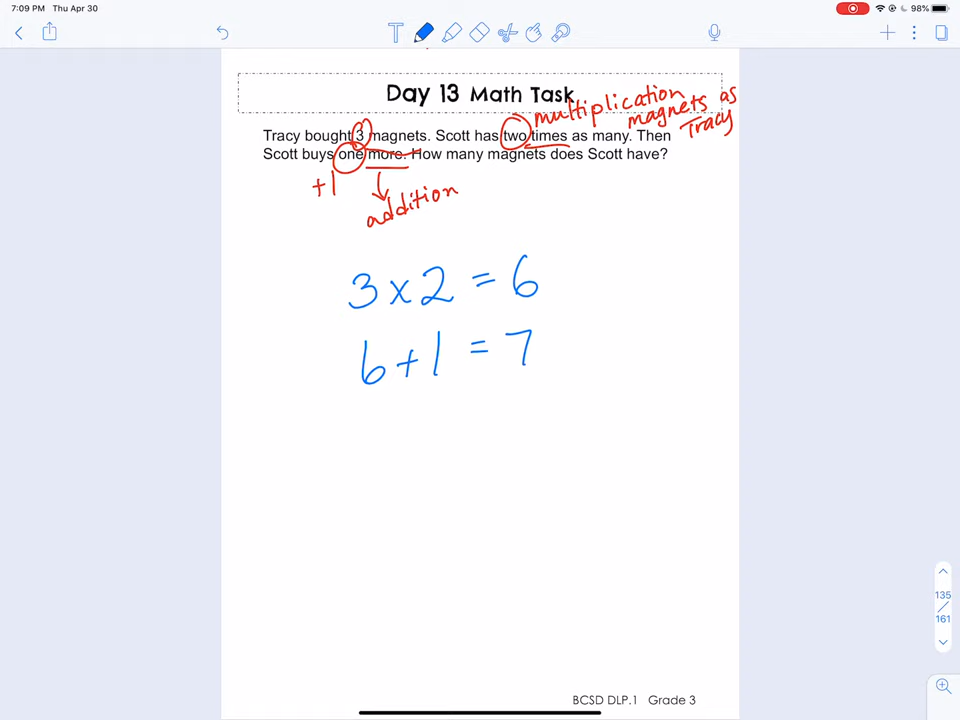 7:09 PM Thu Apr 30
98%
T
Day 13 Math Task
multiplication
magnets as
Tracy
Tracy bought 3 magnets. Scott has two times as many. Then
Scott buys one more. How many magnets does Scott have?
+1
addition
3 x 2 = 6
6 + 1 = 7
135
/
161
BCSD DLP.1 Grade 3